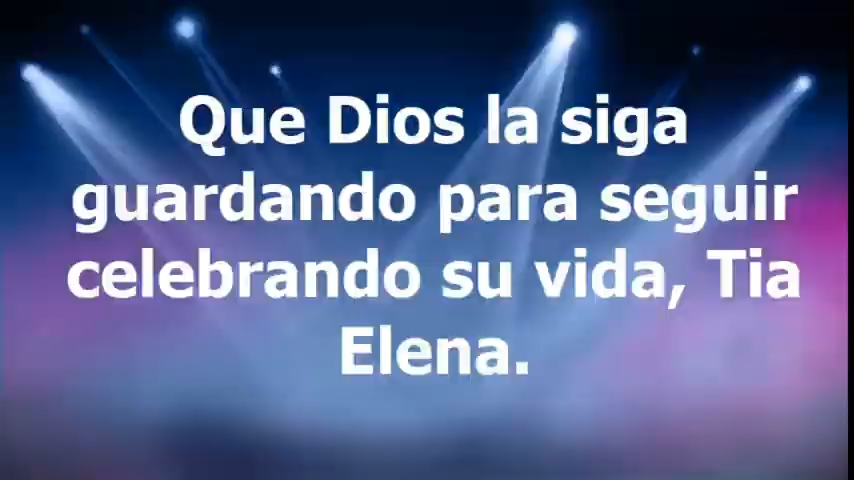 Que Dios la siga
guardando para seguir
celebrando su vida, Tia
Elena.